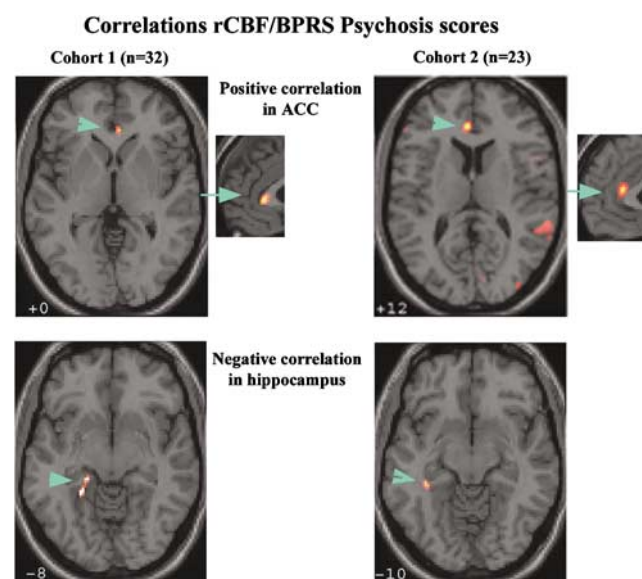 Correlations rCBF/BPRS Psychosis scores
Cohort 1 (n=32)
Cohort 2 (n=23)
Positive correlation
in ACC
+0
+12
Negative correlation
in hippocampus
−8
−10